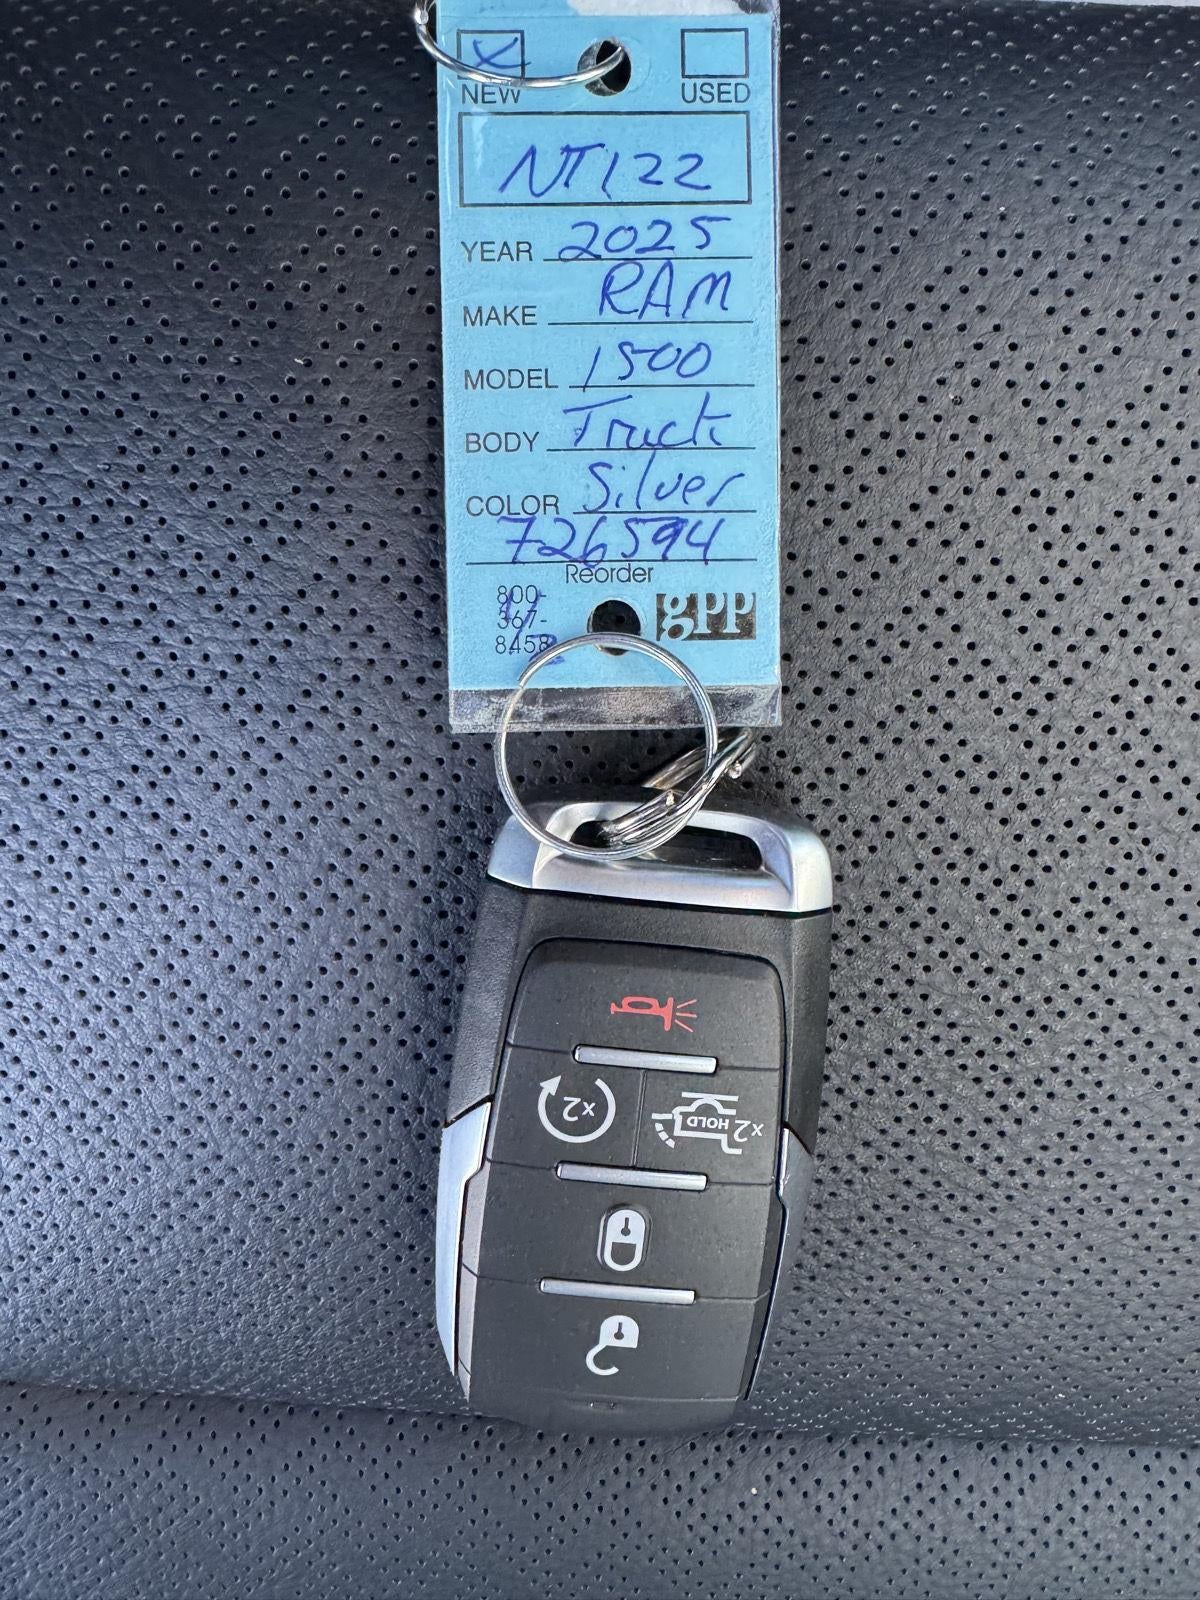 X
NEW USED
NT122
YEAR 2025
MAKE RAM
MODEL 1500
BODY Truck
COLOR Silver
726594
Reorder
800-
367-
8458
gpp
x2
x2 HOLD